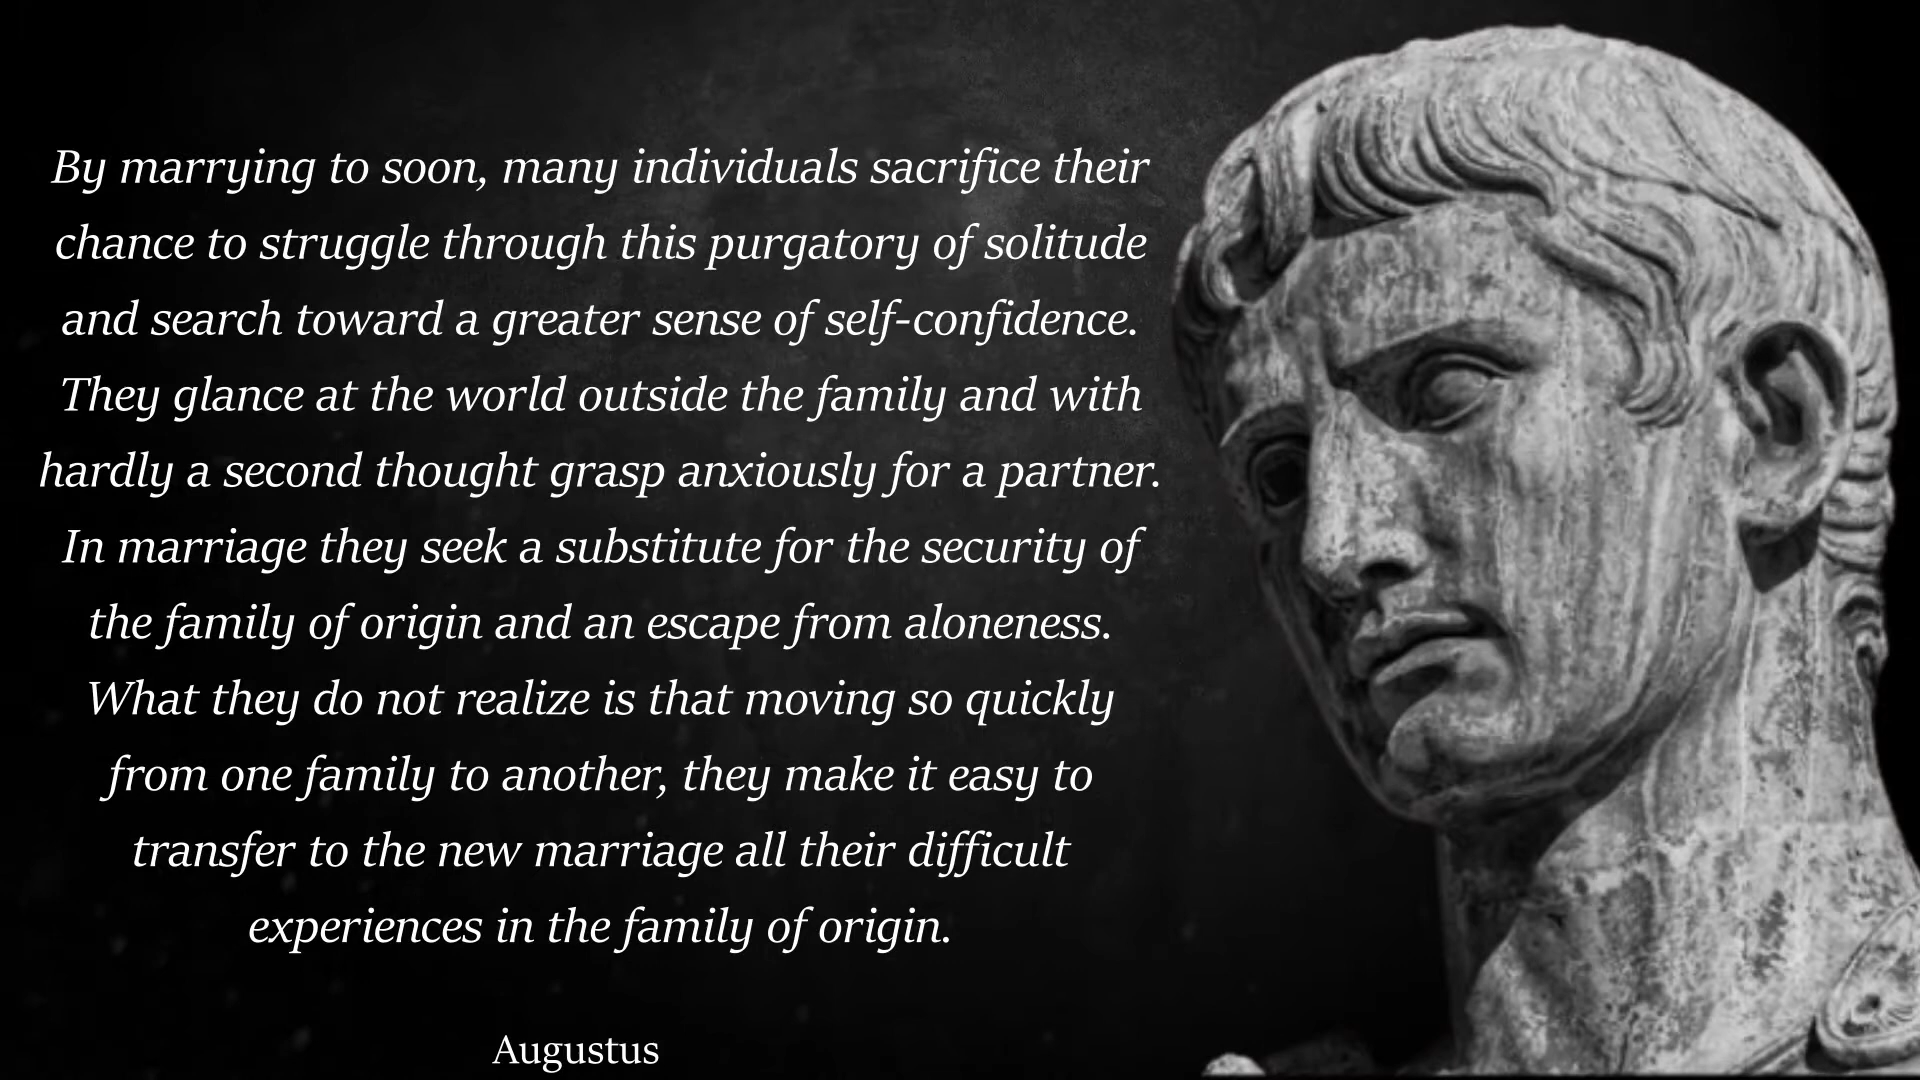 By marrying to soon, many individuals sacrifice their
chance to struggle through this purgatory of solitude
and search toward a greater sense of self-confidence.
They glance at the world outside the family and with
hardly a second thought grasp anxiously for a partner.
In marriage they seek a substitute for the security of
the family of origin and an escape from aloneness.
What they do not realize is that moving so quickly
from one family to another, they make it easy to
transfer to the new marriage all their difficult
experiences in the family of origin.
Augustus